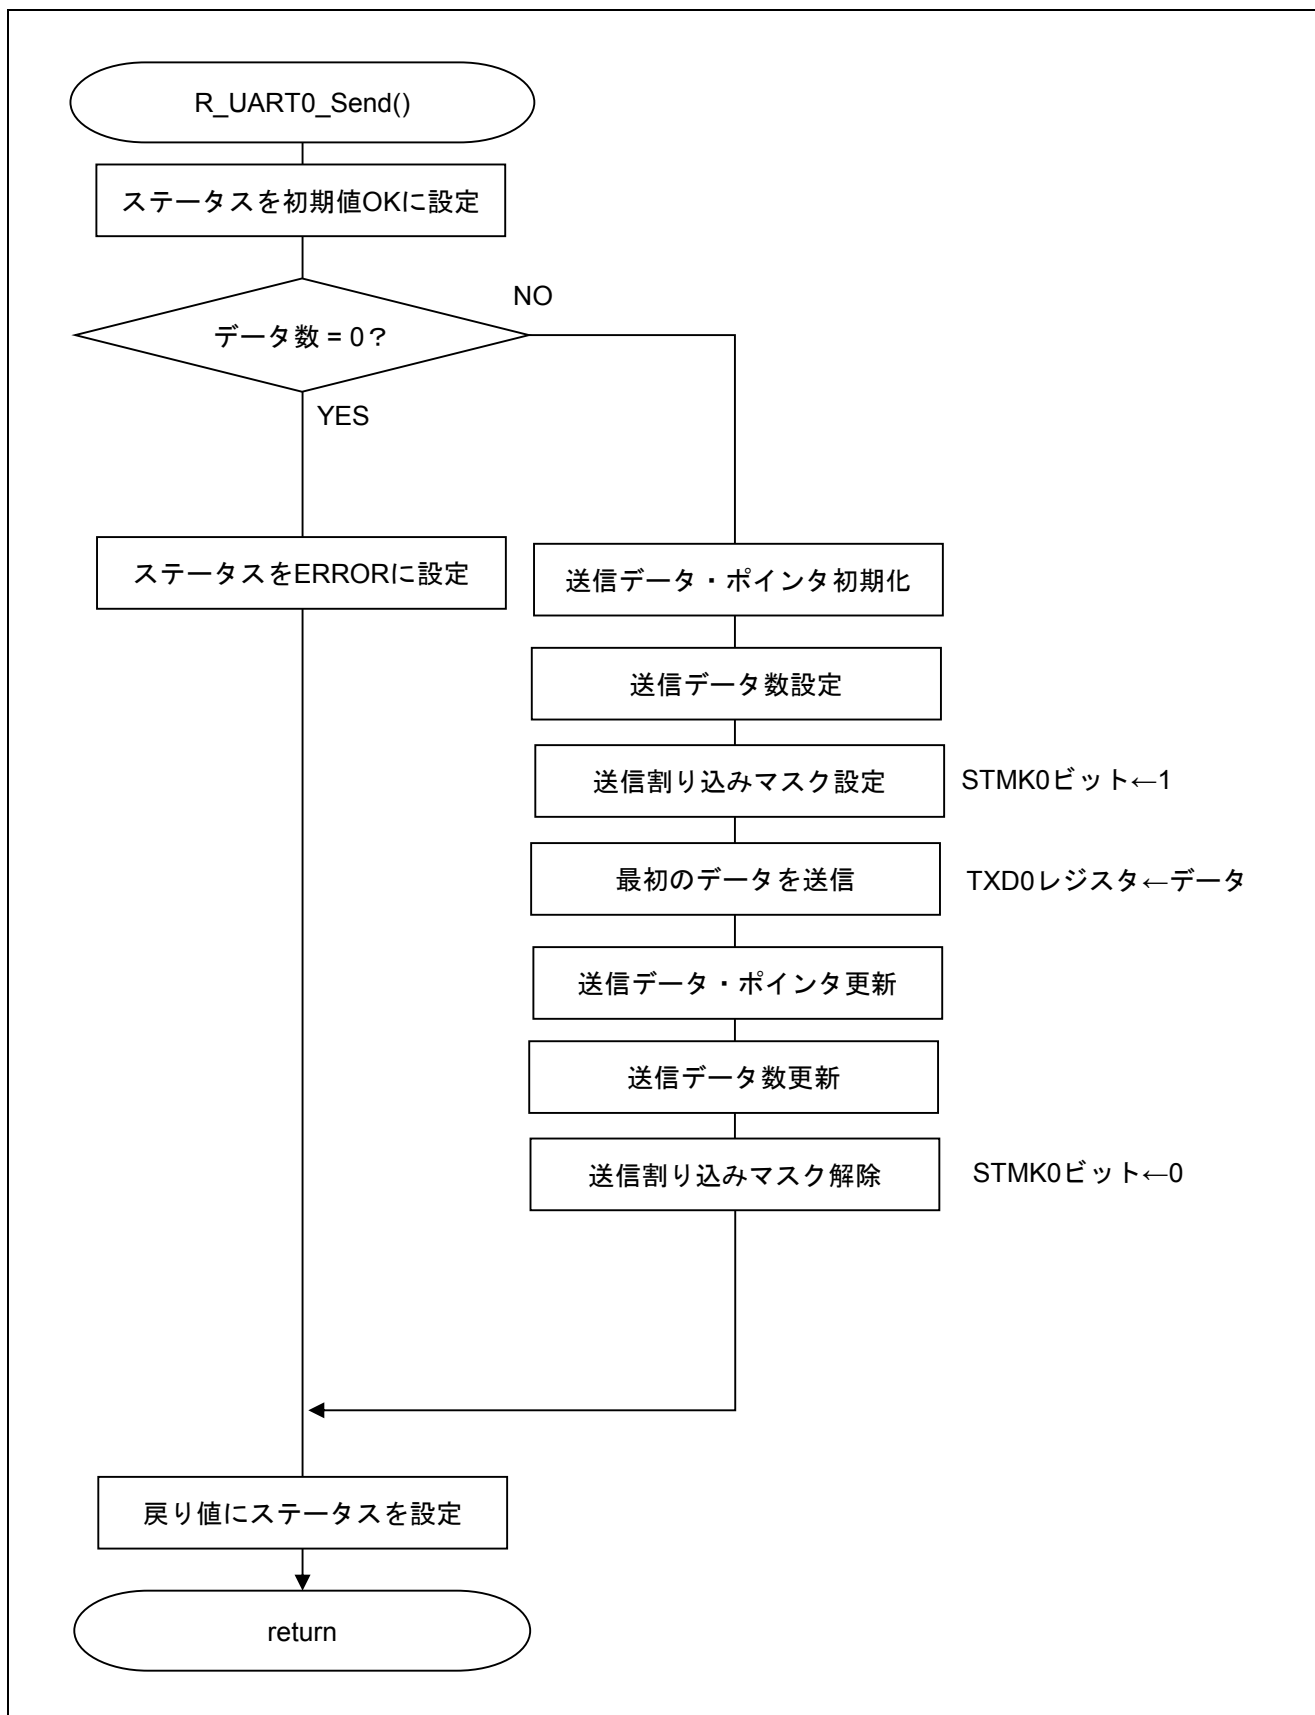 R_UART0_Send()
ステータスを初期値OKに設定
NO
データ数 = 0？
YES
ステータスをERRORに設定
送信データ・ポインタ初期化
送信データ数設定
送信割り込みマスク設定
STMK0ビット←1
最初のデータを送信
TXD0レジスタ←データ
送信データ・ポインタ更新
送信データ数更新
送信割り込みマスク解除
STMK0ビット←0
戻り値にステータスを設定
return